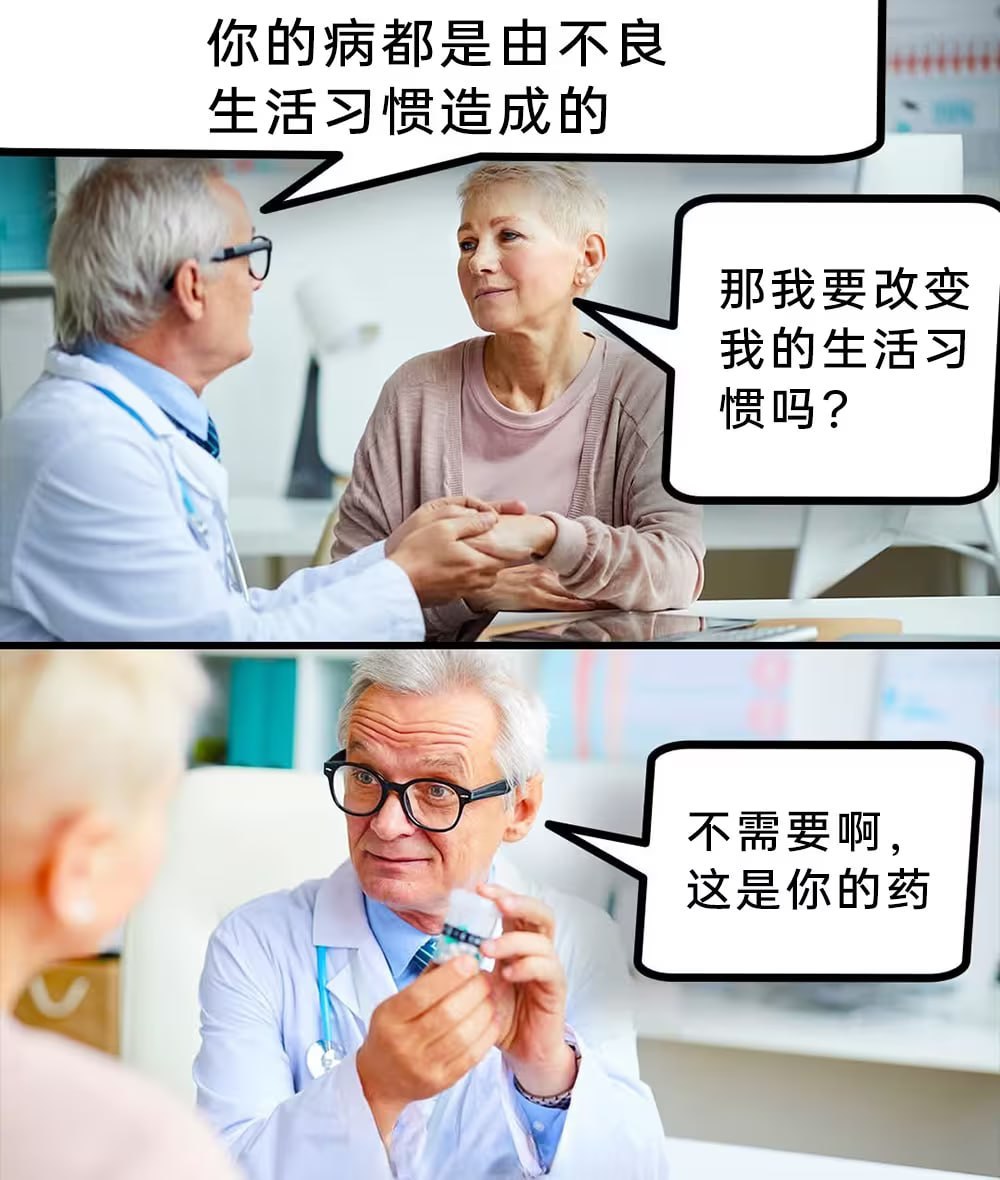 你的病都是由不良
生活习惯造成的
那我要改变
我的生活习
惯吗?
不需要啊,
这是你的药